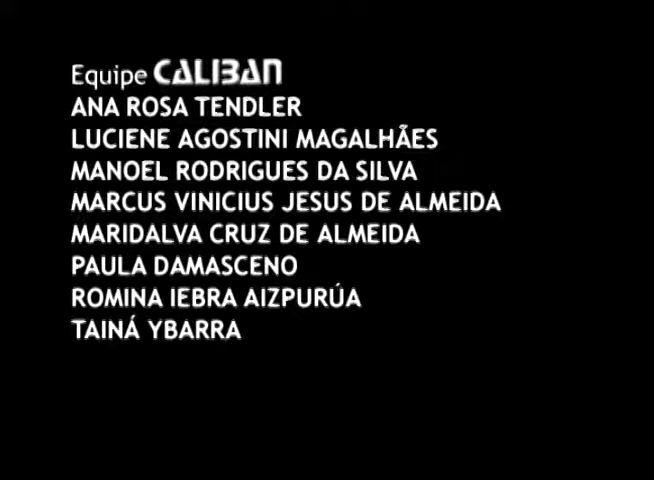 Equipe CALIBAN
ANA ROSA TENDLER
LUCIENE AGOSTINI MAGALHÃES
MANOEL RODRIGUES DA SILVA
MARCUS VINICIUS JESUS DE ALMEIDA
MARIDALVA CRUZ DE ALMEIDA
PAULA DAMASCENO
ROMINA IEBRA AIZPURÚA
TAINÁ YBARRA